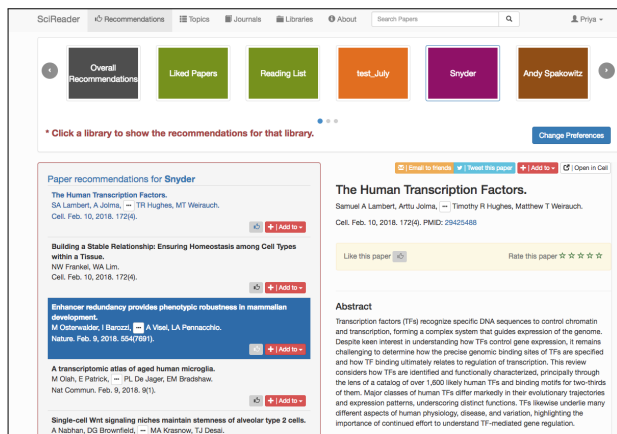 SciReader Recommendations Topics Journals Libraries About Search Papers Priya
Overall
Recommendations
Liked Papers
Reading List
test_July
Snyder
Andy Spakowitz
* Click a library to show the recommendations for that library.
Change Preferences
Paper recommendations for Snyder
The Human Transcription Factors.
SA Lambert, A Jolma, ••• TR Hughes, MT Weirauch.
Cell. Feb. 10, 2018. 172(4).
+ | Add to
Building a Stable Relationship: Ensuring Homeostasis among Cell Types
within a Tissue.
NW Frankel, WA Lim.
Cell. Feb. 10, 2018. 172(4).
+ | Add to
Enhancer redundancy provides phenotypic robustness in mammalian
development.
M Osterwalder, I Barozzi, ••• A Visel, LA Pennacchio.
Nature. Feb. 9, 2018. 554(7691).
+ | Add to
A transcriptomic atlas of aged human microglia.
M Olah, E Patrick, ••• PL De Jager, EM Bradshaw.
Nat Commun. Feb. 9, 2018. 9(1).
+ | Add to
Single-cell Wnt signaling niches maintain stemness of alveolar type 2 cells.
A Nabhan, DG Brownfield, ••• MA Krasnow, TJ Desai.
| Email to friends | Tweet this paper + | Add to | Open in Cell
The Human Transcription Factors.
Samuel A Lambert, Arttu Jolma, ••• Timothy R Hughes, Matthew T Weirauch.
Cell. Feb. 10, 2018. 172(4). PMID: 29425488
Like this paper Rate this paper
Abstract
Transcription factors (TFs) recognize specific DNA sequences to control chromatin
and transcription, forming a complex system that guides expression of the genome.
Despite keen interest in understanding how TFs control gene expression, it remains
challenging to determine how the precise genomic binding sites of TFs are specified
and how TF binding ultimately relates to regulation of transcription. This review
considers how TFs are identified and functionally characterized, principally through
the lens of a catalog of over 1,600 likely human TFs and binding motifs for two-thirds
of them. Major classes of human TFs differ markedly in their evolutionary trajectories
and expression patterns, underscoring distinct functions. TFs likewise underlie many
different aspects of human physiology, disease, and variation, highlighting the
importance of continued effort to understand TF-mediated gene regulation.